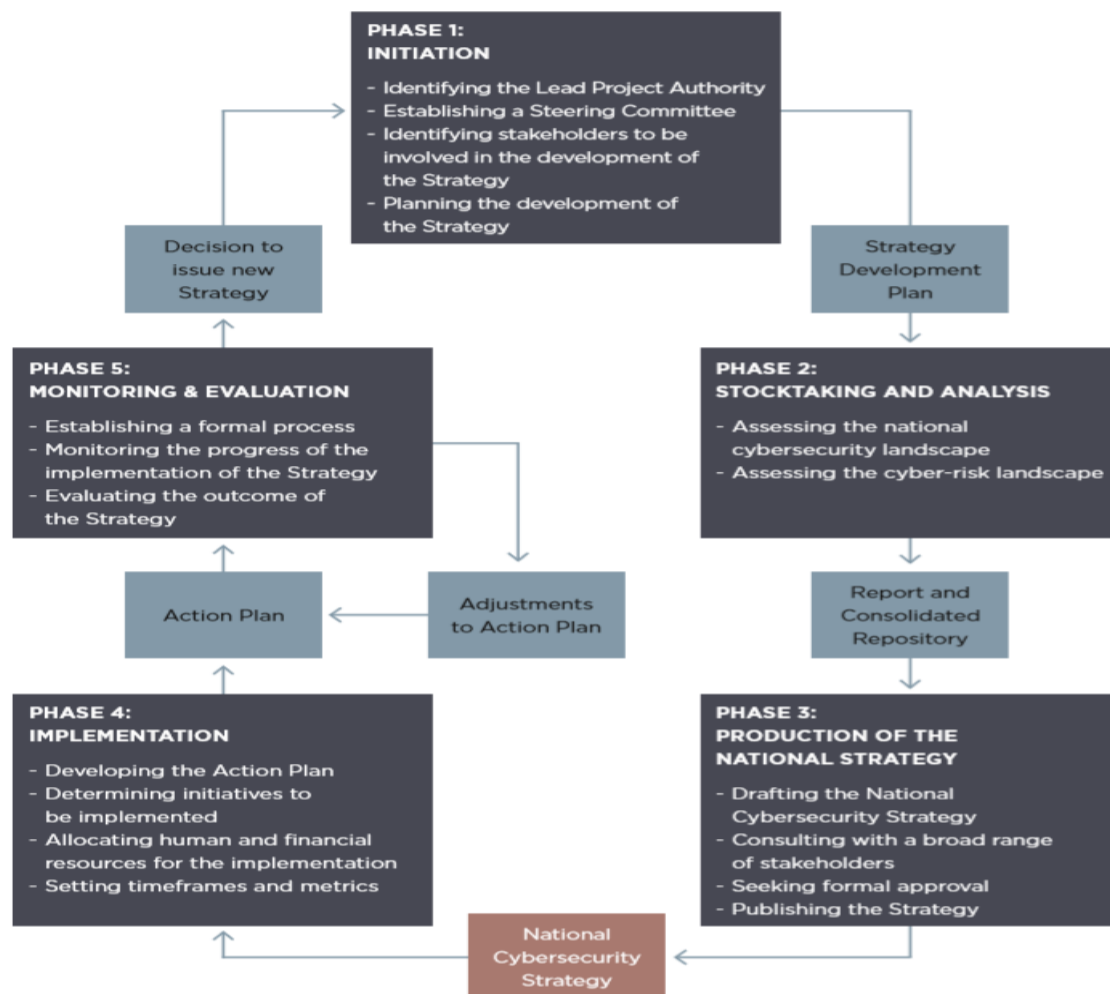 PHASE 1:
INITIATION
- Identifying the Lead Project Authority
- Establishing a Steering Committee
- Identifying stakeholders to be
involved in the development of
the Strategy
- Planning the development of
the Strategy
Strategy
Development
Plan
PHASE 2:
STOCKTAKING AND ANALYSIS
- Assessing the national
cybersecurity landscape
- Assessing the cyber-risk landscape
Report and
Consolidated
Repository
PHASE 3:
PRODUCTION OF THE
NATIONAL STRATEGY
- Drafting the National
Cybersecurity Strategy
- Consulting with a broad range
of stakeholders
- Seeking formal approval
- Publishing the Strategy
National
Cybersecurity
Strategy
PHASE 4:
IMPLEMENTATION
- Developing the Action Plan
- Determining initiatives to
be implemented
- Allocating human and financial
resources for the implementation
- Setting timeframes and metrics
Action Plan
Adjustments
to Action Plan
PHASE 5:
MONITORING & EVALUATION
- Establishing a formal process
- Monitoring the progress of the
implementation of the Strategy
- Evaluating the outcome of
the Strategy
Decision to
issue new
Strategy